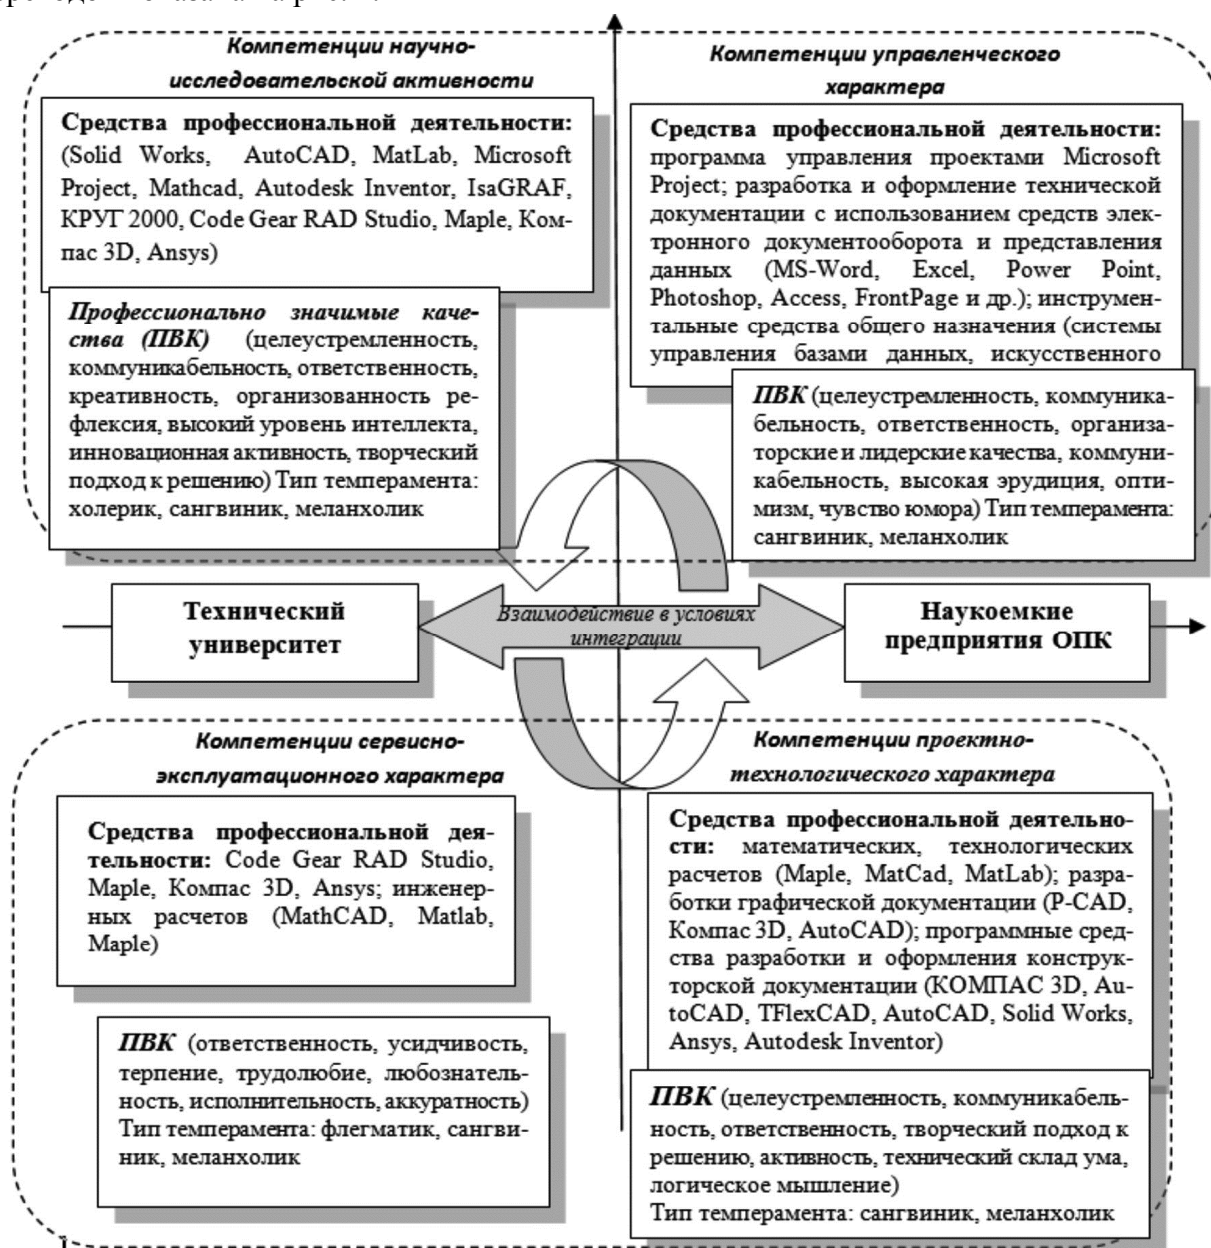 Компетенции научно-
исследовательской активности
Средства профессиональной деятельности:
(Solid Works, AutoCAD, MatLab, Microsoft
Project, Mathcad, Autodesk Inventor, IsaGRAF,
КРУГ 2000, Code Gear RAD Studio, Maple, Ком-
пас 3D, Ansys)
Профессионально значимые каче-
ства (ПВК) (целеустремленность,
коммуникабельность, ответственность,
креативность, организованность ре-
флексия, высокий уровень интеллекта,
инновационная активность, творческий
подход к решению) Тип темперамента:
холерик, сангвиник, меланхолик
Компетенции управленческого
характера
Средства профессиональной деятельности:
программа управления проектами Microsoft
Project; разработка и оформление технической
документации с использованием средств элек-
тронного документооборота и представления
данных (MS-Word, Excel, Power Point,
Photoshop, Access, FrontPage и др.); инструмен-
тальные средства общего назначения (системы
управления базами данных, искусственного
ПВК (целеустремленность, коммуника-
бельность, ответственность, организа-
торские и лидерские качества, коммуни-
кабельность, высокая эрудиция, опти-
мизм, чувство юмора) Тип темперамента:
сангвиник, меланхолик
Технический
университет
Взаимодействие в условиях
интеграции
Наукоемкие
предприятия ОПК
Компетенции сервисно-
эксплуатационного характера
Средства профессиональной дея-
тельности: Code Gear RAD Studio,
Maple, Компас 3D, Ansys; инженер-
ных расчетов (MathCAD, Matlab,
Maple)
ПВК (ответственность, усидчивость,
терпение, трудолюбие, любознатель-
ность, исполнительность, аккуратность)
Тип темперамента: флегматик, сангви-
ник, меланхолик
Компетенции проектно-
технологического характера
Средства профессиональной деятельно-
сти: математических, технологических
расчетов (Maple, MatCad, MatLab); разра-
ботки графической документации (P-CAD,
Компас 3D, AutoCAD); программные сред-
ства разработки и оформления конструк-
торской документации (КОМПАС 3D, Au-
toCAD, TFlexCAD, AutoCAD, Solid Works,
Ansys, Autodesk Inventor)
ПВК (целеустремленность, коммуникабель-
ность, ответственность, творческий подход к
решению, активность, технический склад ума,
логическое мышление)
Тип темперамента: сангвиник, меланхолик